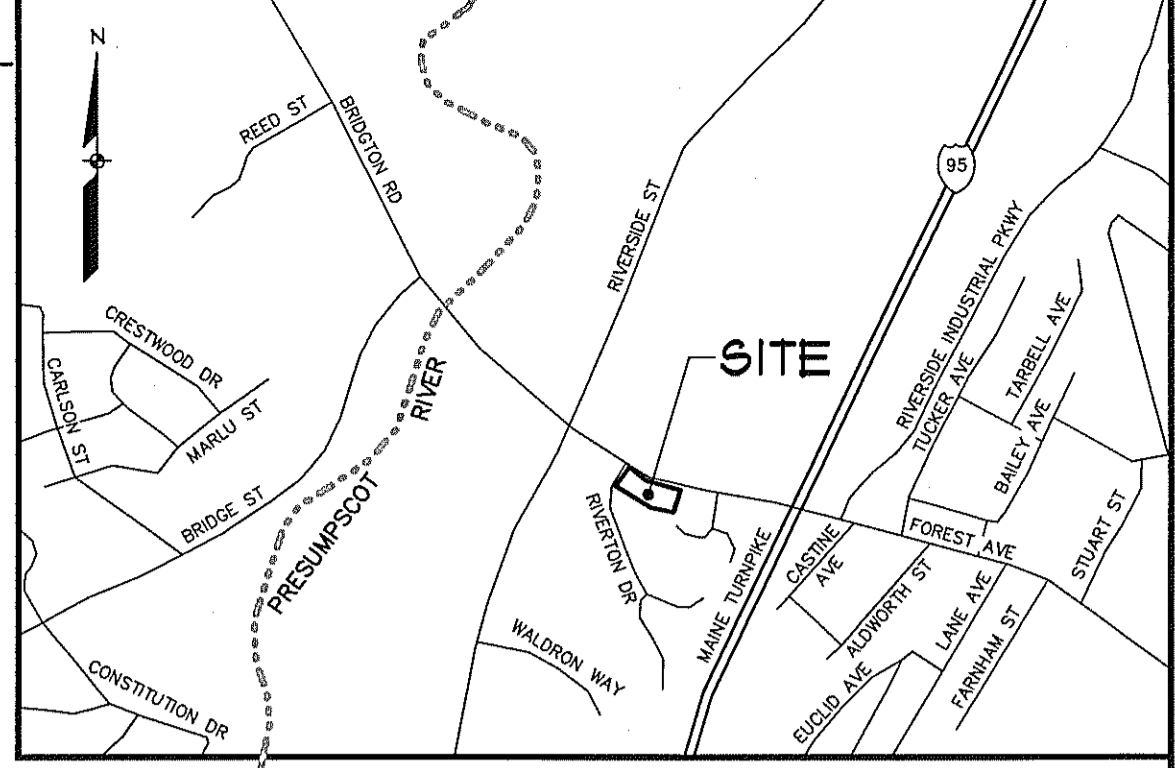 N
REED ST
BRIDGTON RD
95
RIVERSIDE ST
RIVERSIDE INDUSTRIAL PKWY
CRESTWOOD DR
TARBELL AVE
SITE
CARLSON ST
RIVER
TUCKER AVE
MARLU ST
BAILEY AVE
BRIDGE ST
PRESUMPSCOT
RIVERTON DR
FOREST AVE
STUART ST
CASTINE
AVE
MAINE TURNPIKE
ALDWORTH ST
LANE AVE
WALDRON WAY
FARNHAM ST
EUCLID AVE
CONSTITUTION DR